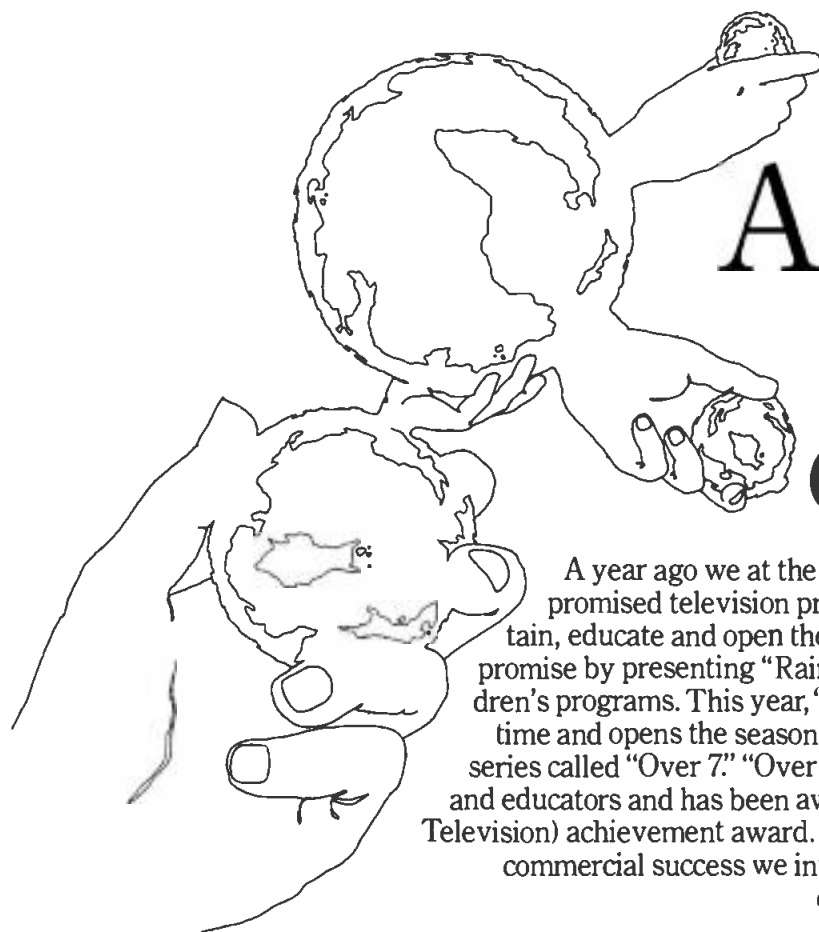 A
A year ago we at the
promised television pr
tain, educate and open the
promise by presenting “Rai
dren's programs. This year, “
time and opens the season
series called “Over 7.” “Over
and educators and has been av
Television) achievement award.
commercial success we in